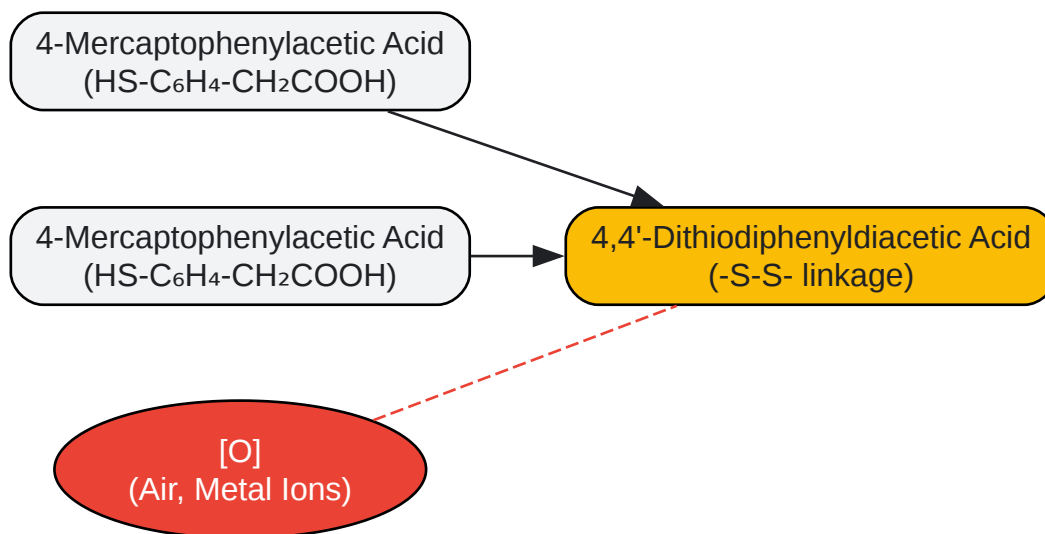 4-Mercaptophenylacetic Acid
(HS-C₆H₄-CH₂COOH)
4-Mercaptophenylacetic Acid
(HS-C₆H₄-CH₂COOH)
4,4'-Dithiodiphenyldiacetic Acid
(-S-S- linkage)
[O]
(Air, Metal Ions)